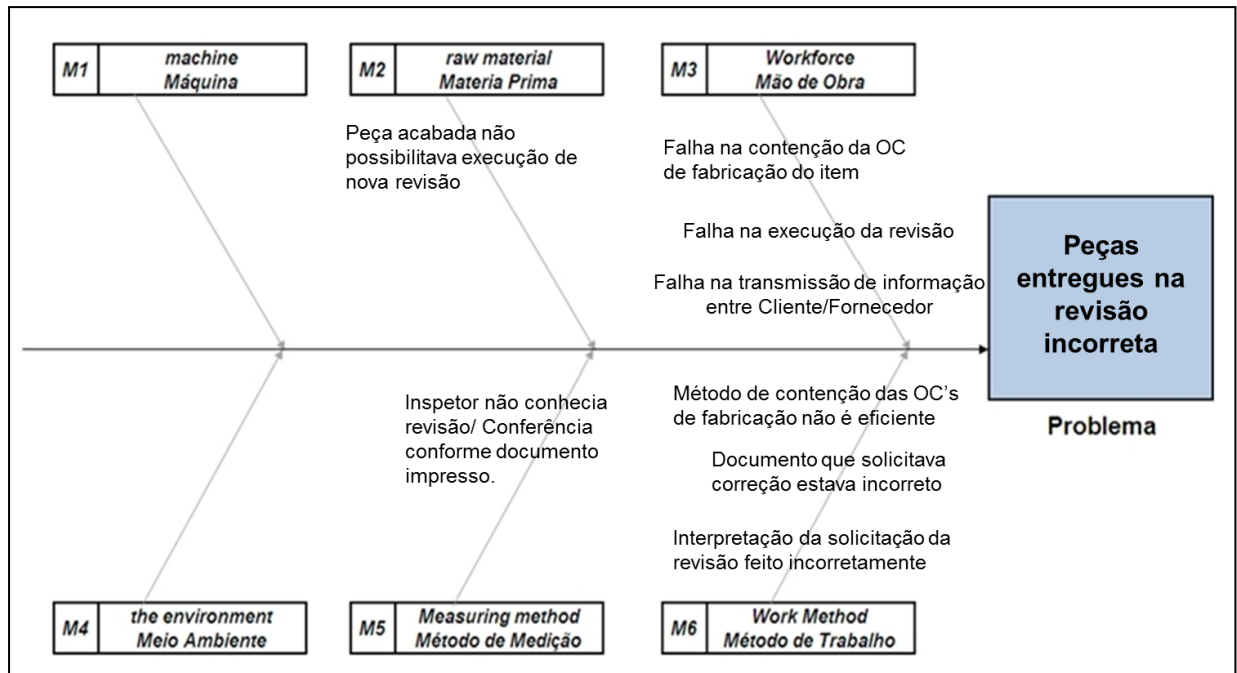 M1
machine
Máquina
M2
raw material
Materia Prima
M3
Workforce
Mão de Obra
Peça acabada não
possibilitava execução de
nova revisão
Falha na contenção da OC
de fabricação do item
Falha na execução da revisão
Falha na transmissão de informação
entre Cliente/Fornecedor
Peças
entregues na
revisão
incorreta
Problema
Inspetor não conhecia
revisão/ Conferência
conforme documento
impresso.
Método de contenção das OC’s
de fabricação não é eficiente
Documento que solicitava
correção estava incorreto
Interpretação da solicitação da
revisão feito incorretamente
M4
the environment
Meio Ambiente
M5
Measuring method
Método de Medição
M6
Work Method
Método de Trabalho